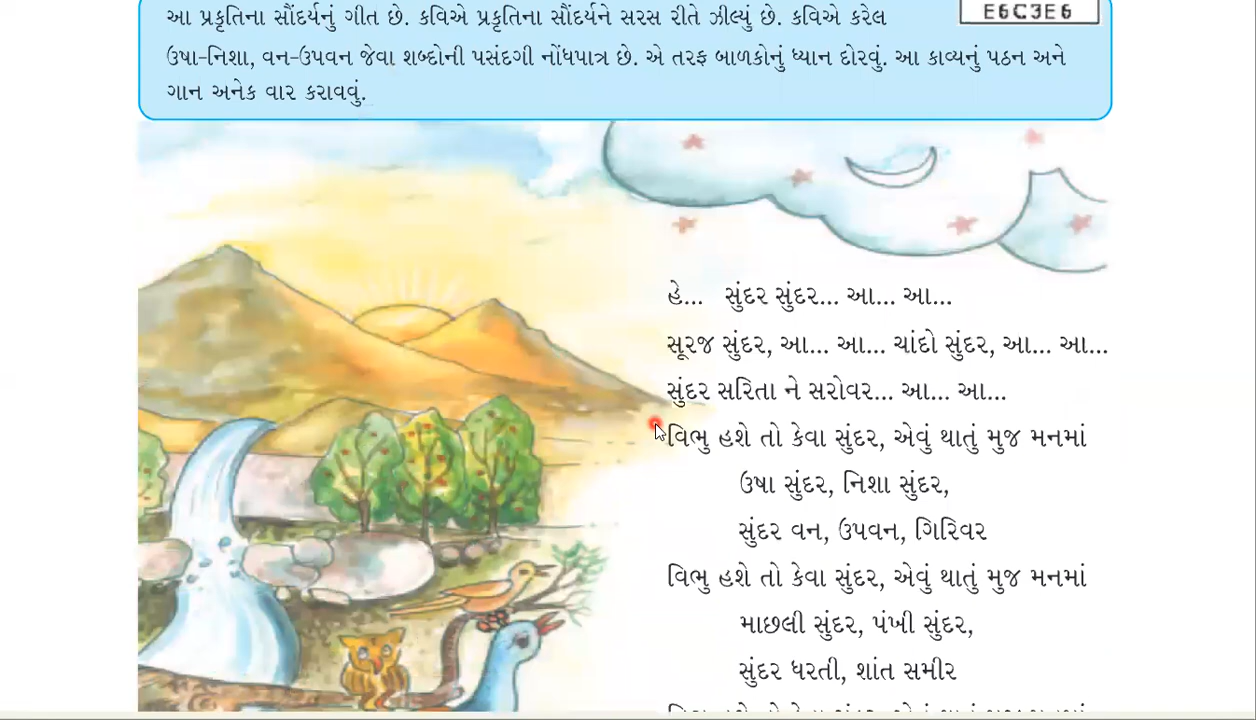 E6C3E6
આ પ્રકૃતિના સૌંદર્યનું ગીત છે. કવિએ પ્રકૃતિના સૌંદર્યને સરસ રીતે ઝીલ્યું છે. કવિએ કરેલ
ઉષા-નિશા, વન-ઉપવન જેવા શબ્દોની પસંદગી નોંધપાત્ર છે. એ તરફ બાળકોનું ધ્યાન દોરવું. આ કાવ્યનું પઠન અને
ગાન અનેક વાર કરાવવું.
હે... સુંદર સુંદર... આ... આ...
સૂરજ સુંદર, આ... આ... ચાંદો સુંદર, આ... આ...
સુંદર સરિતા ને સરોવર... આ... આ...
વિભુ હશે તો કેવા સુંદર, એવું થાતું મુજ મનમાં
ઉષા સુંદર, નિશા સુંદર,
સુંદર વન, ઉપવન, ગિરિવર
વિભુ હશે તો કેવા સુંદર, એવું થાતું મુજ મનમાં
માછલી સુંદર, પંખી સુંદર,
સુંદર ધરતી, શાંત સમીર